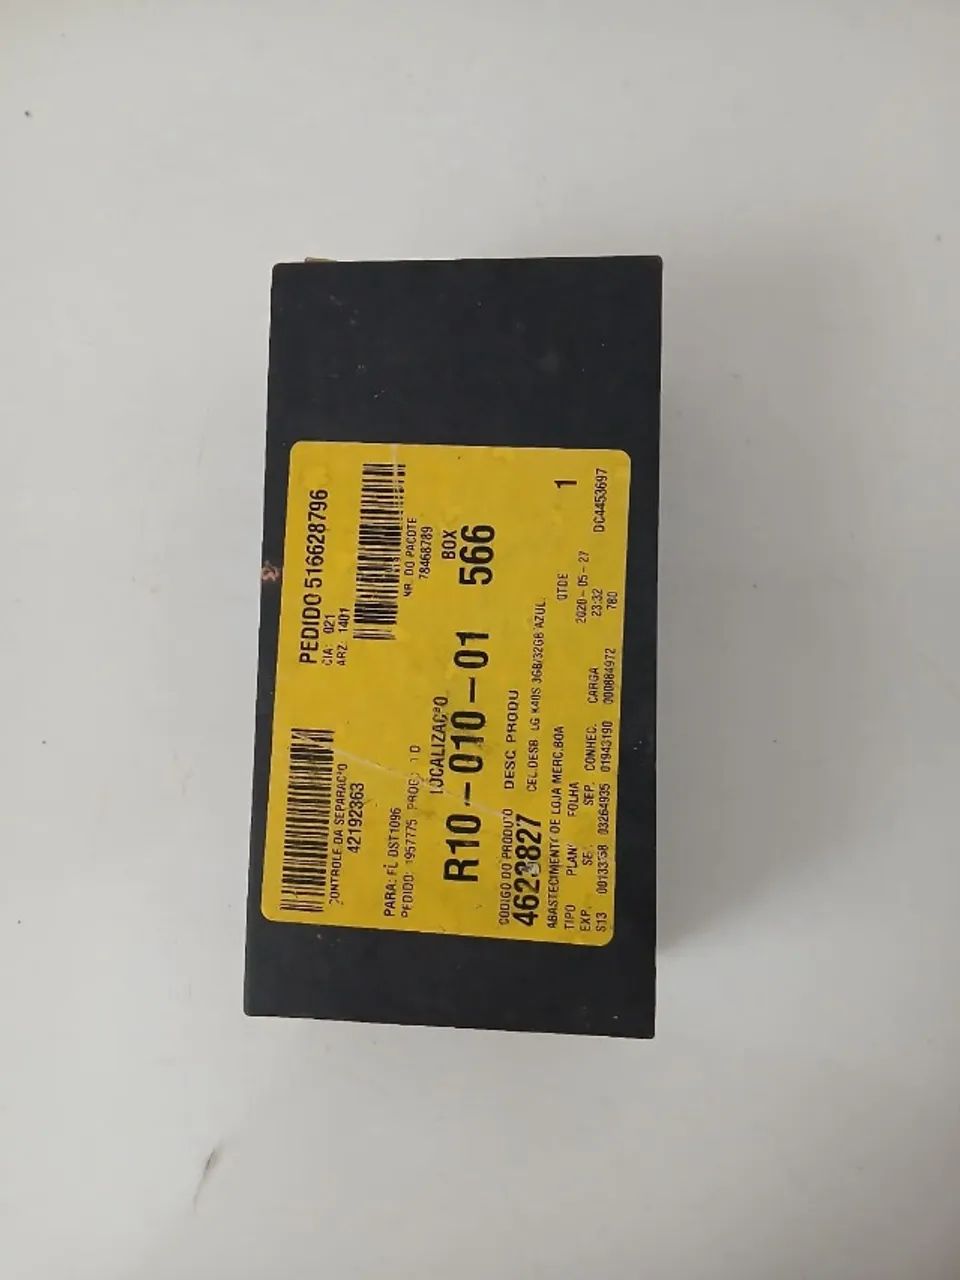 CONTROLE DA SEPARAC^O
42192363
PEDIDO 516628796
CIA: 021
ARZ: 1401
NR. DO PACOTE
78468789
PARA: FL DST1096
PEDIDO: 1957775
LOCALIZAC^O
BOX
R10-010-01 566
CODIGO DO PRODUTO DESC PRODU
4623827 CEL.DESB LG K40S 3GB/32GB AZUL.
QTDE 1
ABASTECIMENTO DE LOJA MERC.BOA
TIPO PLAN FOLHA
EXP. SE SEP. CONHEC. CARGA
S13 03264935 01943190 000884972
2020-05-27
23:32
780
DC4453697